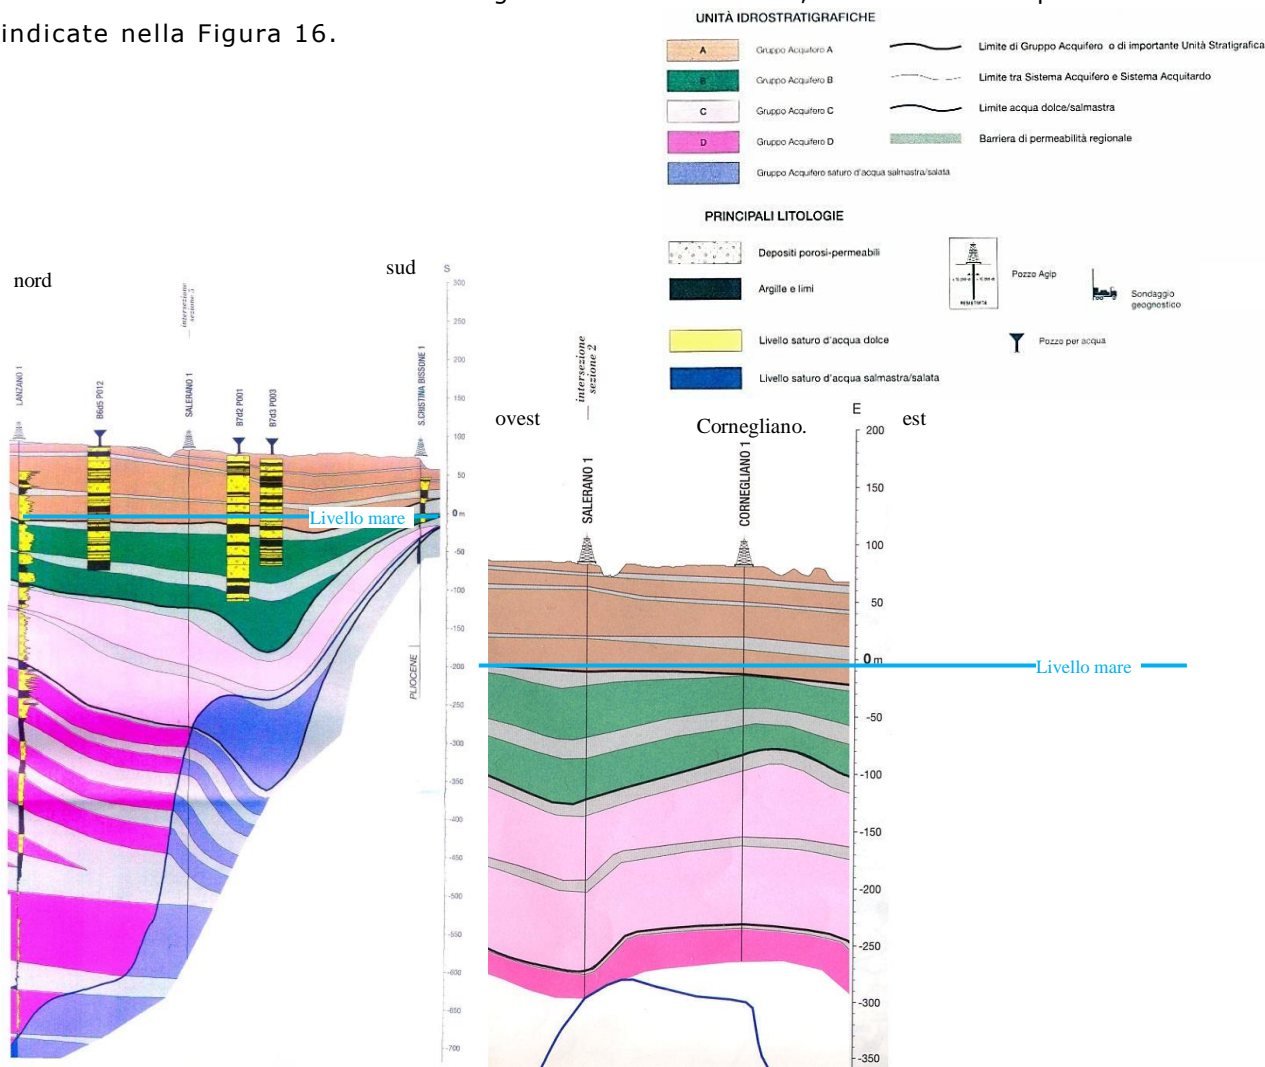 indicate nella Figura 16.
UNITÀ IDROSTRATIGRAFICHE
A Gruppo Acquifero A
B Gruppo Acquifero B
C Gruppo Acquifero C
D Gruppo Acquifero D
Gruppo Acquifero saturo d'acqua salmastra/salata
Limite di Gruppo Acquifero o di importante Unità Stratigrafica
Limite tra Sistema Acquifero e Sistema Acquitardo
Limite acqua dolce/salmastra
Barriera di permeabilità regionale
PRINCIPALI LITOLOGIE
Depositi porosi-permeabili
Argille e limi
Livello saturo d'acqua dolce
Livello saturo d'acqua salmastra/salata
Pozzo Agip
Sondaggio
geognostico
Pozzo per acqua
nord
sud
S
intersezione
sezione 5
LANZANO 1
B6d5 P012
SALERANO 1
B7d2 P001
B7d3 P003
S.CRISTINA BISSONE 1
300
250
200
150
100
50
0 m
-50
-100
-150
-200
-250
-300
-350
-400
-450
-500
-550
-600
-650
-700
Livello mare
PLIOCENE
intersezione
sezione 2
ovest
Cornegliano.
E
est
SALERANO 1
CORNEGLIANO 1
200
150
100
50
0 m
-50
-100
-150
-200
-250
-300
-350
Livello mare